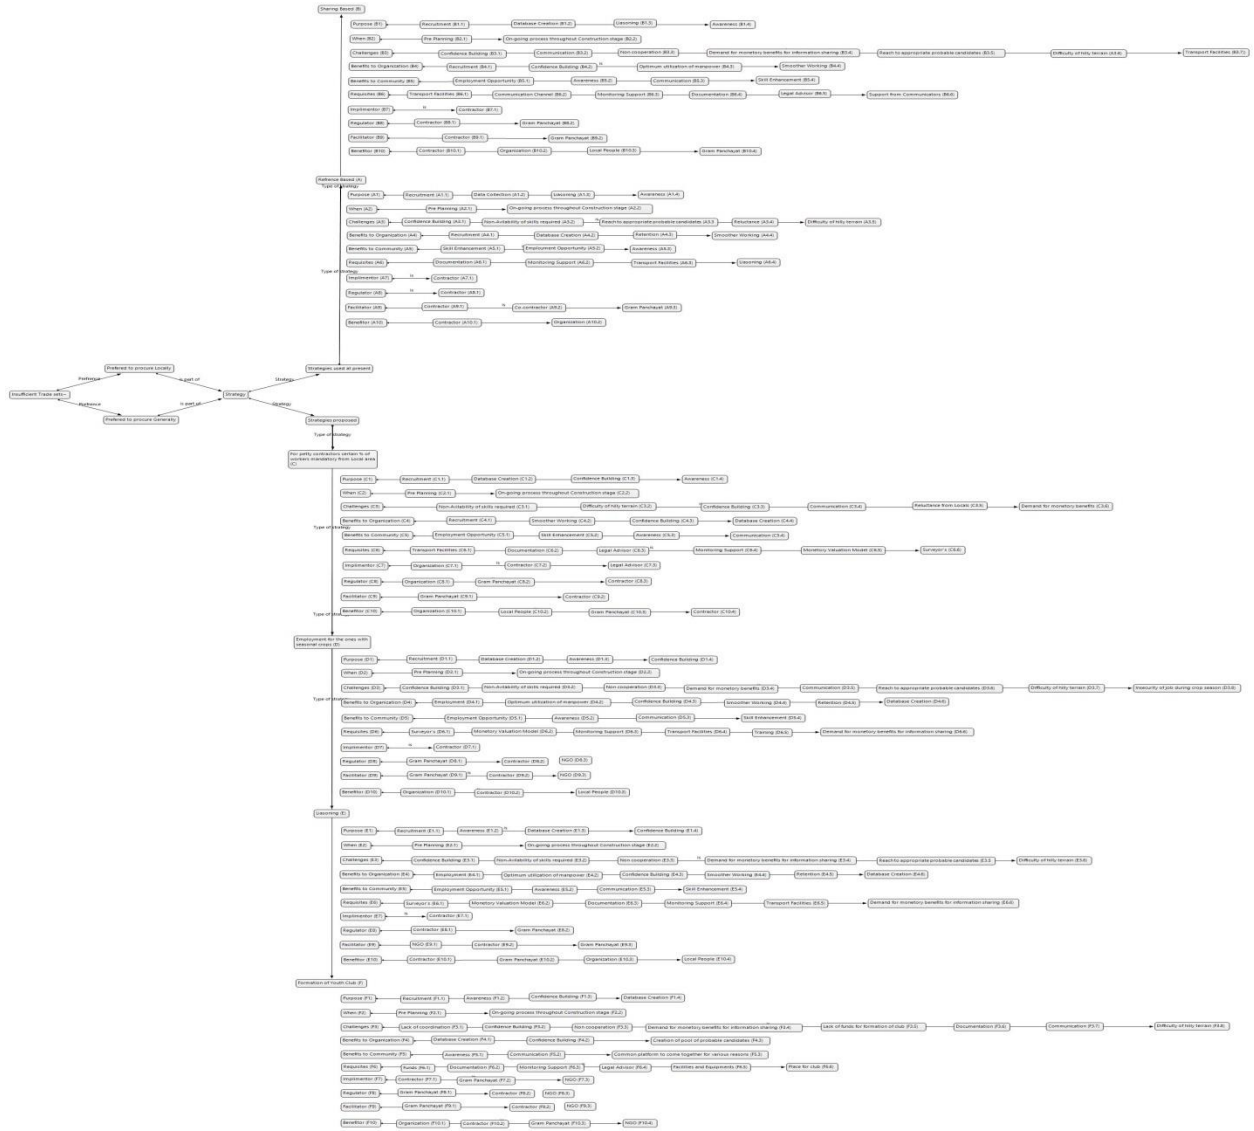 Sharing Based (B)
Purpose (B1) Recruitment (B1.1) Database Creation (B1.2) Liasoning (B1.3) Awareness (B1.4)
When (B2) Pre Planning (B2.1) On-going process throughout Construction stage (B2.2)
Challenges (B3) Confidence Building (B3.1) Communication (B3.2) Non-cooperation (B3.3) Demand for monetary benefits for information sharing (B3.4) Reach to appropriate probable candidates (B3.5) Difficulty of hilly terrain (A3.6) Transport Facilities (B3.7)
Benefits to Organization (B4) Recruitment (B4.1) Confidence Building (B4.2) is Optimum utilization of manpower (B4.3) Smoother Working (B4.4)
Benefits to Community (B5) Employment Opportunity (B5.1) Awareness (B5.2) Communication (B5.3) Skill Enhancement (B5.4)
Requisites (B6) Transport Facilities (B6.1) Communication Channel (B6.2) Monitoring Support (B6.3) Documentation (B6.4) Legal Advisor (B6.5) Support from Communicators (B6.6)
Implimentor (B7) is Contractor (B7.1)
Regulator (B8) Contractor (B8.1) Gram Panchayat (B8.2)
Facilitator (B9) Contractor (B9.1) Gram Panchayat (B9.2)
Benefitor (B10) Contractor (B10.1) Organization (B10.2) Local People (B10.3) Gram Panchayat (B10.4)
Refrence Based (A)
Type of strategy
Purpose (A1) Recruitment (A1.1) Data Collection (A1.2) Liasoning (A1.3) Awareness (A1.4)
When (A2) Pre Planning (A2.1) On-going process throughout Construction stage (A2.2)
Challenges (A3) Confidence Building (A3.1) Non-Avilability of skills required (A3.2) is Reach to appropriate probable candidates (A3.3 Reluctance (A3.4) Difficulty of hilly terrain (A3.5)
Benefits to Organization (A4) Recruitment (A4.1) Database Creation (A4.2) Retention (A4.3) Smoother Working (A4.4)
Benefits to Community (A5) Skill Enhancement (A5.1) Employment Opportunity (A5.2) Awareness (A5.3)
Requisites (A6) Documentation (A6.1) Monitoring Support (A6.2) Transport Facilities (A6.3) Liasoning (A6.4)
Type of strategy
Implimentor (A7) is Contractor (A7.1)
Regulator (A8) is Contractor (A8.1)
Facilitator (A9) Contractor (A9.1) is Co-contractor (A9.2) Gram Panchayat (A9.3)
Benefitor (A10) Contractor (A10.1) Organization (A10.2)
Prefered to procure Locally Strategies used at present
Prefrence is part of Strategy
Insufficient Trade sets-- Strategy
Prefrence is part of Strategy
Prefered to procure Generally Strategies proposed
Type of strategy
For petty contractors certain % of
workers mandatory from Local area
(C)
Purpose (C1) Recruitment (C1.1) Database Creation (C1.2) Confidence Building (C1.3) Awareness (C1.4)
When (C2) Pre Planning (C2.1) On-going process throughout Construction stage (C2.2)
Challenges (C3) Non-Avilability of skills required (C3.1) Difficulty of hilly terrain (C3.2) Confidence Building (C3.3) Communication (C3.4) Reluctance from Locals (C3.5) Demand for monetary benefits (C3.6)
Benefits to Organization (C4) Recruitment (C4.1) Smoother Working (C4.2) Confidence Building (C4.3) Database Creation (C4.4)
Type of strategy
Benefits to Community (C5) Employment Opportunity (C5.1) Skill Enhancement (C5.2) Awareness (C5.3) Communication (C5.4)
Requisites (C6) Transport Facilities (C6.1) Documentation (C6.2) Legal Advisor (C6.3) is Monitoring Support (C6.4) Monetary Valuation Model (C6.5) Surveyor's (C6.6)
Implimentor (C7) Organization (C7.1) is Contractor (C7.2) Legal Advisor (C7.3)
Regulator (C8) Organization (C8.1) Gram Panchayat (C8.2) Contractor (C8.3)
Facilitator (C9) Gram Panchayat (C9.1) Contractor (C9.2)
Type of strategy Benefitor (C10) Organization (C10.1) Local People (C10.2) Gram Panchayat (C10.3) Contractor (C10.4)
Employment for the ones with
seasonal crops (D)
Purpose (D1) Recruitment (D1.1) Database Creation (D1.2) Awareness (D1.3) Confidence Building (D1.4)
When (D2) Pre Planning (D2.1) On-going process throughout Construction stage (D2.2)
Challenges (D3) Confidence Building (D3.1) Non-Avilability of skills required (D3.2) Non cooperation (D3.3) Demand for monetary benefits (D3.4) Communication (D3.5) Reach to appropriate probable candidates (D3.6) Difficulty of hilly terrain (D3.7) Insecurity of job during crop season (D3.8)
Type of strategy
Benefits to Organization (D4) Employment (D4.1) Optimum utilization of manpower (D4.2) Confidence Building (D4.3) Smoother Working (D4.4) Retention (D4.5) Database Creation (D4.6)
Benefits to Community (D5) Employment Opportunity (D5.1) Awareness (D5.2) Communication (D5.3) Skill Enhancement (D5.4)
Requisites (D6) Surveyor's (D6.1) Monetary Valuation Model (D6.2) Monitoring Support (D6.3) Transport Facilities (D6.4) Training (D6.5) Demand for monetary benefits for information sharing (D6.6)
Implimentor (D7) is Contractor (D7.1)
Regulator (D8) Gram Panchayat (D8.1) Contractor (D8.2) NGO (D8.3)
Facilitator (D9) Gram Panchayat (D9.1) is Contractor (D9.2) NGO (D9.3)
Benefitor (D10) Organization (D10.1) Contractor (D10.2) Local People (D10.3)
Liasoning (E)
Purpose (E1) Recruitment (E1.1) Awareness (E1.2) is Database Creation (E1.3) Confidence Building (E1.4)
When (E2) Pre Planning (E2.1) On-going process throughout Construction stage (E2.2)
Challenges (E3) Confidence Building (E3.1) Non-Avilability of skills required (E3.2) Non cooperation (E3.3) is Demand for monetary benefits for information sharing (E3.4) Reach to appropriate probable candidates (E3.5 Difficulty of hilly terrain (E3.6)
Benefits to Organization (E4) Employment (E4.1) Optimum utilization of manpower (E4.2) Confidence Building (E4.3) Smoother Working (E4.4) Retention (E4.5) Database Creation (E4.6)
Benefits to Community (E5) Employment Opportunity (E5.1) Awareness (E5.2) Communication (E5.3) Skill Enhancement (E5.4)
Requisites (E6) Surveyor's (E6.1) Monetary Valuation Model (E6.2) Documentation (E6.3) Monitoring Support (E6.4) Transport Facilities (E6.5) Demand for monetary benefits for information sharing (E6.6)
Implimentor (E7) is Contractor (E7.1)
Regulator (E8) Contractor (E8.1) Gram Panchayat (E8.2)
Facilitator (E9) NGO (E9.1) Contractor (E9.2) Gram Panchayat (E9.3)
Benefitor (E10) Contractor (E10.1) Gram Panchayat (E10.2) Organization (E10.3) Local People (E10.4)
Formation of Youth Club (F)
Purpose (F1) Recruitment (F1.1) Awareness (F1.2) Confidence Building (F1.3) Database Creation (F1.4)
When (F2) Pre Planning (F2.1) On-going process throughout Construction stage (F2.2)
Challenges (F3) Lack of coordination (F3.1) Confidence Building (F3.2) Non cooperation (F3.3) Demand for monetary benefits for information sharing (F3.4) Lack of funds for formation of club (F3.5) Documentation (F3.6) Communication (F3.7) Difficulty of hilly terrain (F3.8)
Benefits to Organization (F4) Database Creation (F4.1) Confidence Building (F4.2) Creation of pool of probable candidates (F4.3)
Benefits to Community (F5) Awareness (F5.1) Communication (F5.2) Common platform to come together for various reasons (F5.3)
Requisites (F6) Funds (F6.1) Documentation (F6.2) Monitoring Support (F6.3) Legal Advisor (F6.4) Facilities and Equipments (F6.5) Place for club (F6.6)
Implimentor (F7) Contractor (F7.1) Gram Panchayat (F7.2) NGO (F7.3)
Regulator (F8) Gram Panchayat (F8.1) Contractor (F8.2) NGO (F8.3)
Facilitator (F9) Gram Panchayat (F9.1) Contractor (F9.2) NGO (F9.3)
Benefitor (F10) Organization (F10.1) Contractor (F10.2) Gram Panchayat (F10.3) NGO (F10.4)